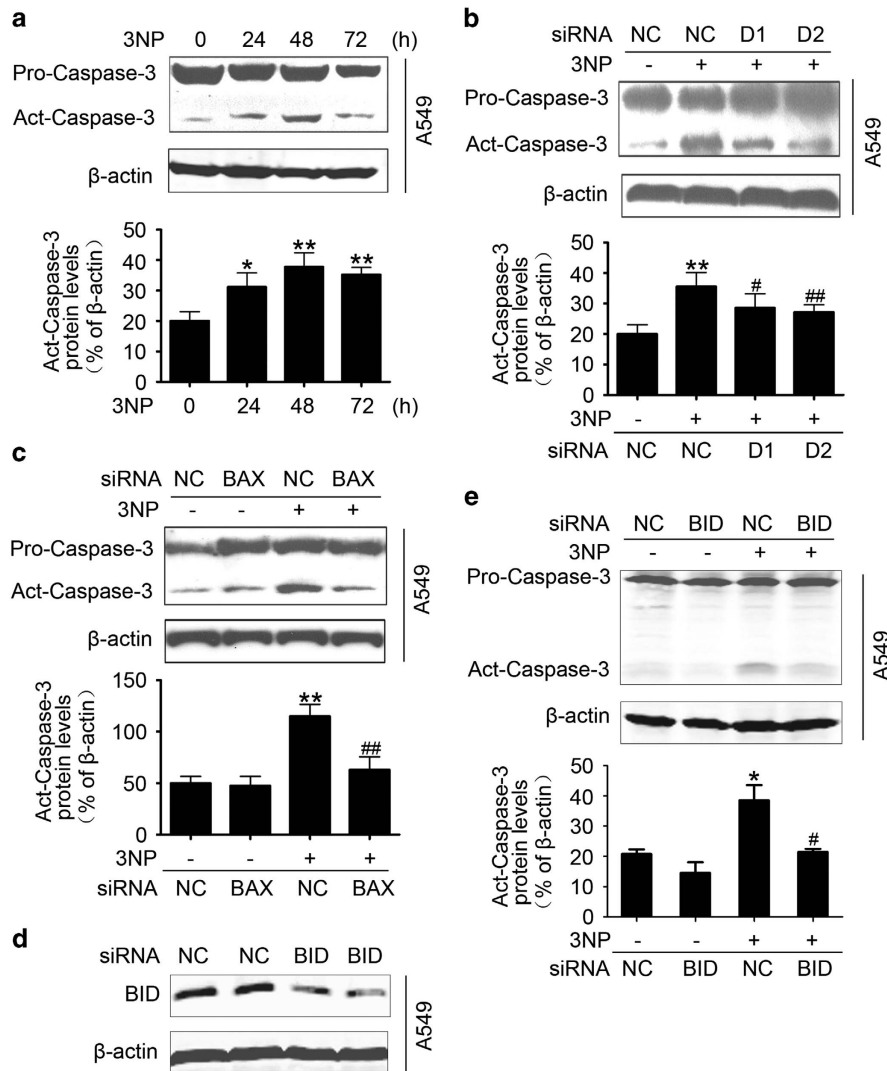 a
3NP 0 24 48 72 (h)
Pro-Caspase-3
Act-Caspase-3
β-actin
A549
Act-Caspase-3
protein levels
(% of β-actin)
50
40
30
20
10
0
* ** **
3NP 0 24 48 72 (h)
b
siRNA NC NC D1 D2
3NP - + + +
Pro-Caspase-3
Act-Caspase-3
β-actin
A549
Act-Caspase-3
protein levels
(% of β-actin)
50
40
30
20
10
0
** # ##
3NP - + + +
siRNA NC NC D1 D2
c
siRNA NC BAX NC BAX
3NP - - + +
Pro-Caspase-3
Act-Caspase-3
β-actin
A549
Act-Caspase-3
protein levels
(% of β-actin)
150
100
50
0
** ##
3NP - - + +
siRNA NC BAX NC BAX
d
siRNA NC NC BID BID
BID
β-actin
A549
e
siRNA NC BID NC BID
3NP - - + +
Pro-Caspase-3
Act-Caspase-3
β-actin
A549
Act-Caspase-3
protein levels
(% of β-actin)
50
40
30
20
10
0
* #
3NP - - + +
siRNA NC BID NC BID